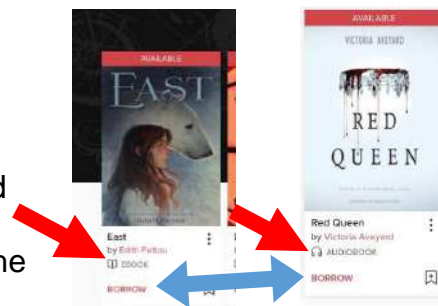 AVAILABLE
EAST
East
by Edith Pattou
EBOOK
BORROW
AVAILABLE
VICTORIA AVEYARD
RED
QUEEN
Red Queen
by Victoria Aveyard
AUDIOBOOK
BORROW
d
ne